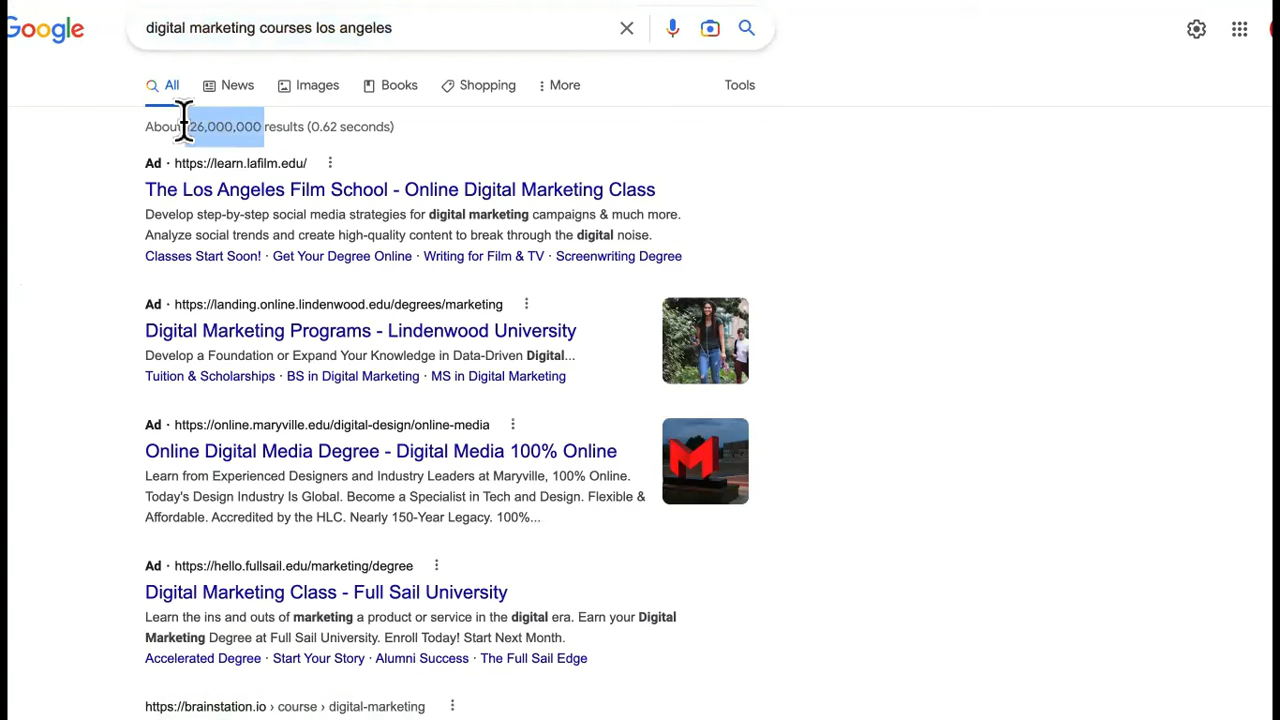 Google
digital marketing courses los angeles
All News Images Books Shopping More Tools
About 26,000,000 results (0.62 seconds)
Ad · https://learn.lafilm.edu/
The Los Angeles Film School - Online Digital Marketing Class
Develop step-by-step social media strategies for digital marketing campaigns & much more.
Analyze social trends and create high-quality content to break through the digital noise.
Classes Start Soon! · Get Your Degree Online · Writing for Film & TV · Screenwriting Degree
Ad · https://landing.online.lindenwood.edu/degrees/marketing
Digital Marketing Programs - Lindenwood University
Develop a Foundation or Expand Your Knowledge in Data-Driven Digital...
Tuition & Scholarships · BS in Digital Marketing · MS in Digital Marketing
Ad · https://online.maryville.edu/digital-design/online-media
Online Digital Media Degree - Digital Media 100% Online
Learn from Experienced Designers and Industry Leaders at Maryville, 100% Online.
Today's Design Industry Is Global. Become a Specialist in Tech and Design. Flexible &
Affordable. Accredited by the HLC. Nearly 150-Year Legacy. 100%...
Ad · https://hello.fullsail.edu/marketing/degree
Digital Marketing Class - Full Sail University
Learn the ins and outs of marketing a product or service in the digital era. Earn your Digital
Marketing Degree at Full Sail University. Enroll Today! Start Next Month.
Accelerated Degree · Start Your Story · Alumni Success · The Full Sail Edge
https://brainstation.io › course › digital-marketing